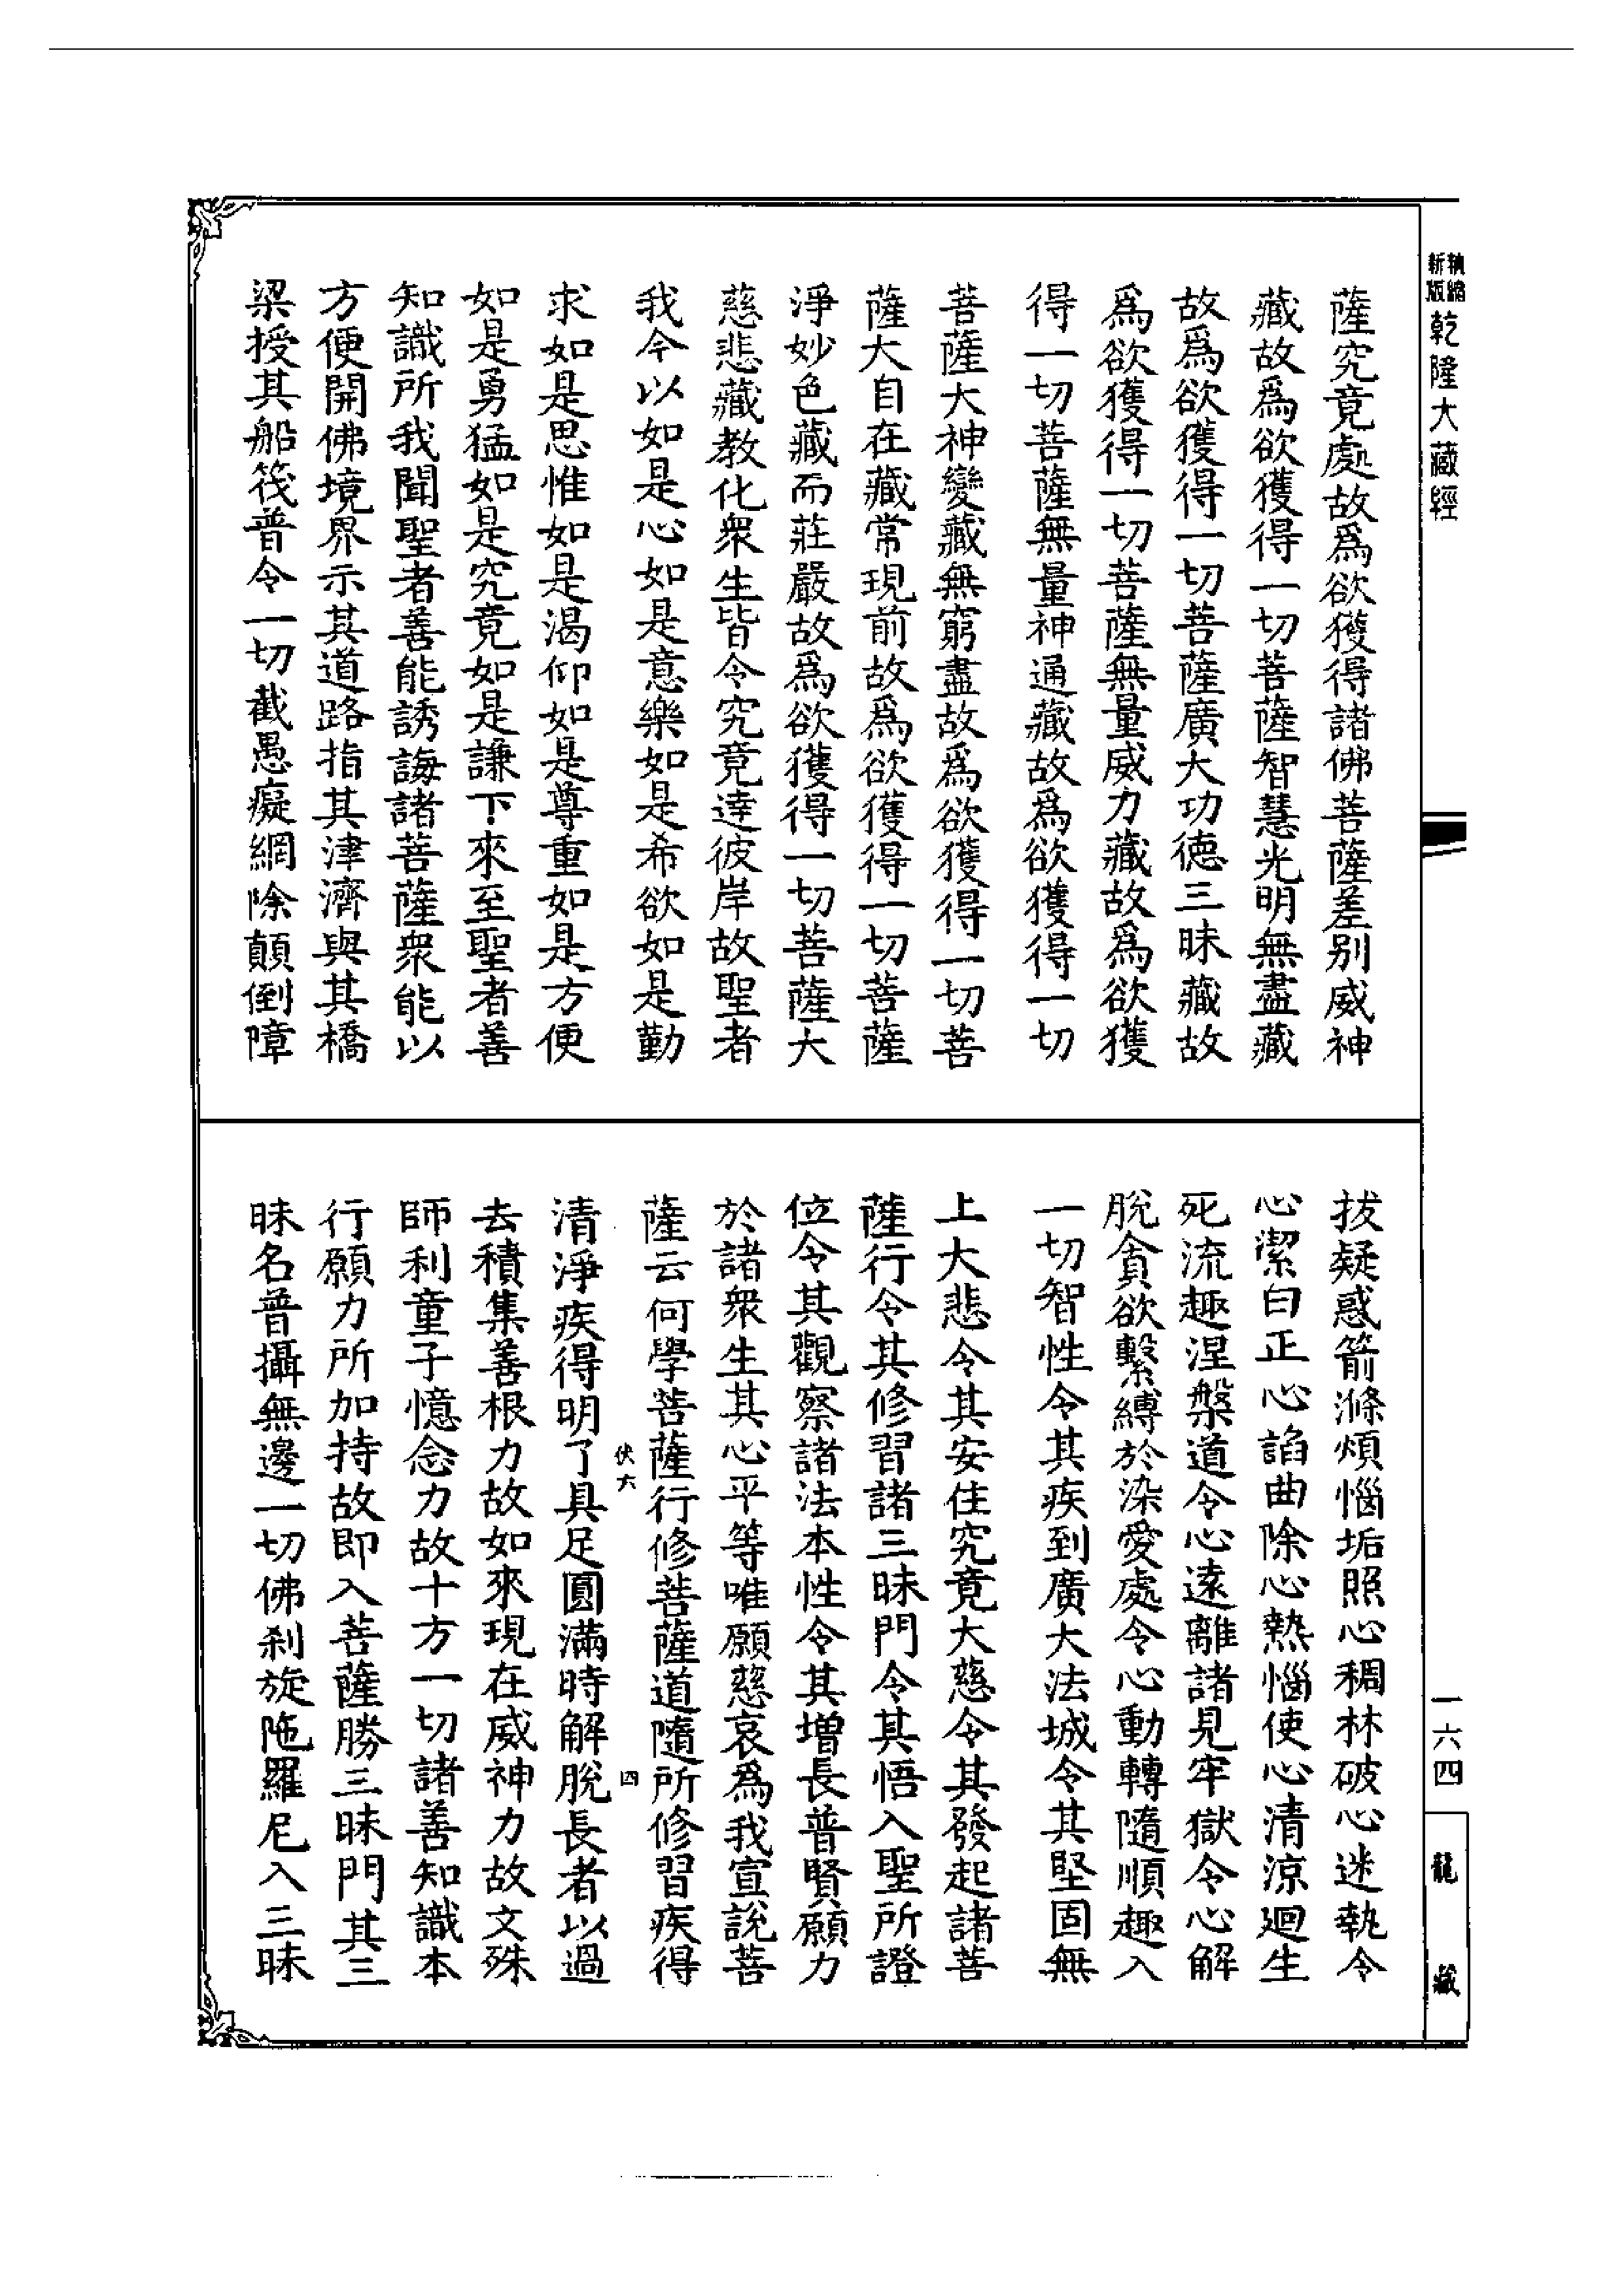 新版精縮
乾隆大藏經
薩究竟處故爲欲獲得諸佛菩薩差别威神
藏故爲欲獲得一切菩薩智慧光明無盡藏
故爲欲獲得一切菩薩廣大功德三昧藏故
爲欲獲得一切菩薩無量威力藏故爲欲獲
得一切菩薩無量神通藏故爲欲獲得一切
菩薩大神變藏無窮盡故爲欲獲得一切菩
薩大自在藏常現前故爲欲獲得一切菩薩
淨妙色藏而莊嚴故爲欲獲得一切菩薩大
慈悲藏教化衆生皆令究竟達彼岸故聖者
我今以如是心如是意樂如是希欲如是勤
求如是思惟如是渴仰如是尊重如是方便
如是勇猛如是究竟如是謙下來至聖者善
知識所我聞聖者善能誘誨諸菩薩衆能以
方便開佛境界示其道路指其津濟與其橋
梁授其船筏普令一切截愚癡網除顛倒障
拔疑惑箭滌煩惱垢照心稠林破心迷執令
心潔白正心諂曲除心熱惱使心清涼迴生
死流趣涅槃道令心遠離諸見牢獄令心解
脫貪欲繫縛於染愛處令心動轉隨順趣入
一切智性令其疾到廣大法城令其堅固無
上大悲令其安住究竟大慈令其發起諸菩
薩行令其修習諸三昧門令其悟入聖所證
位令其觀察諸法本性令其增長普賢願力
於諸衆生其心平等唯願慈哀爲我宣說菩
薩云何學菩薩行修菩薩道隨所修習疾得
伏六
四
清淨疾得明了具足圓滿時解脫長者以過
去積集善根力故如來現在威神力故文殊
師利童子憶念力故十方一切諸善知識本
行願力所加持故即入菩薩勝三昧門其三
昧名普攝無邊一切佛剎旋陁羅尼入三昧
一六四
龍藏